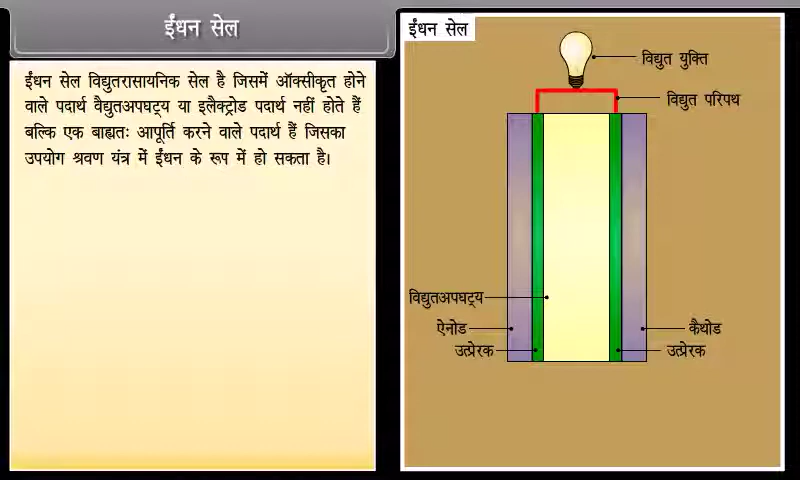 ईंधन सेल
ईंधन सेल विद्युतरासायनिक सेल है जिसमें ऑक्सीकृत होने
वाले पदार्थ वैद्युतअपघट्य या इलैक्ट्रोड पदार्थ नहीं होते हैं
बल्कि एक बाह्यतः आपूर्ति करने वाले पदार्थ हैं जिसका
उपयोग श्रवण यंत्र में ईंधन के रूप में हो सकता है।
ईंधन सेल
विद्युत युक्ति
विद्युत परिपथ
विद्युतअपघट्य
ऐनोड
कैथोड
उत्प्रेरक
उत्प्रेरक